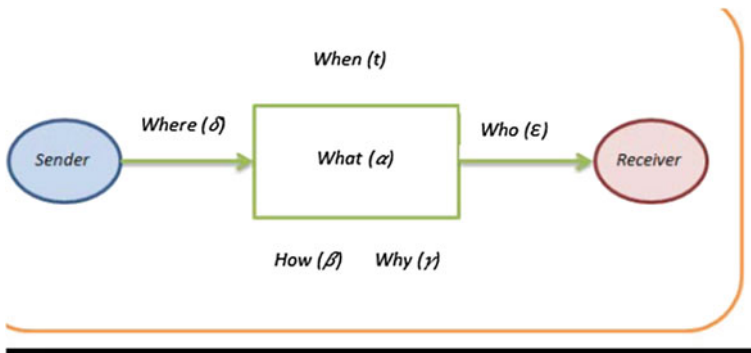 When (t)
Where (δ)
Who (ε)
Sender
What (α)
Receiver
How (β) Why (γ)